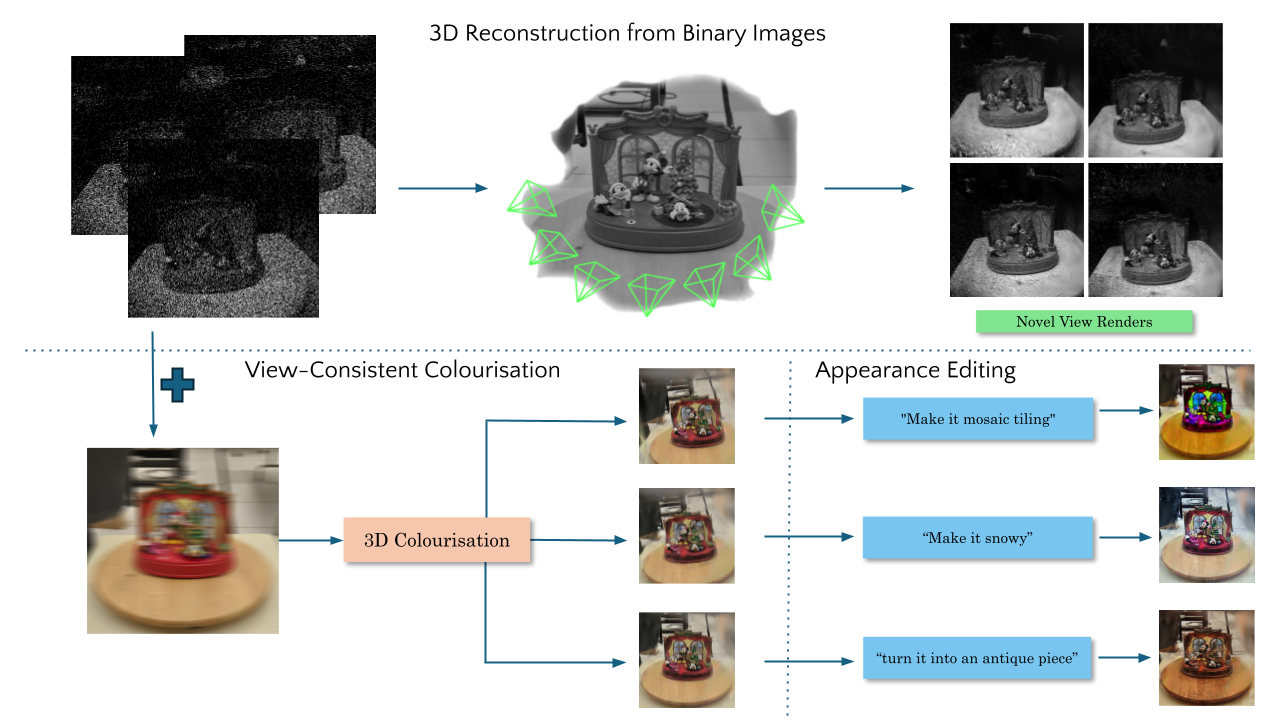 3D Reconstruction from Binary Images
Novel View Renders
View-Consistent Colourisation
Appearance Editing
3D Colourisation
"Make it mosaic tiling"
“Make it snowy”
“turn it into an antique piece”